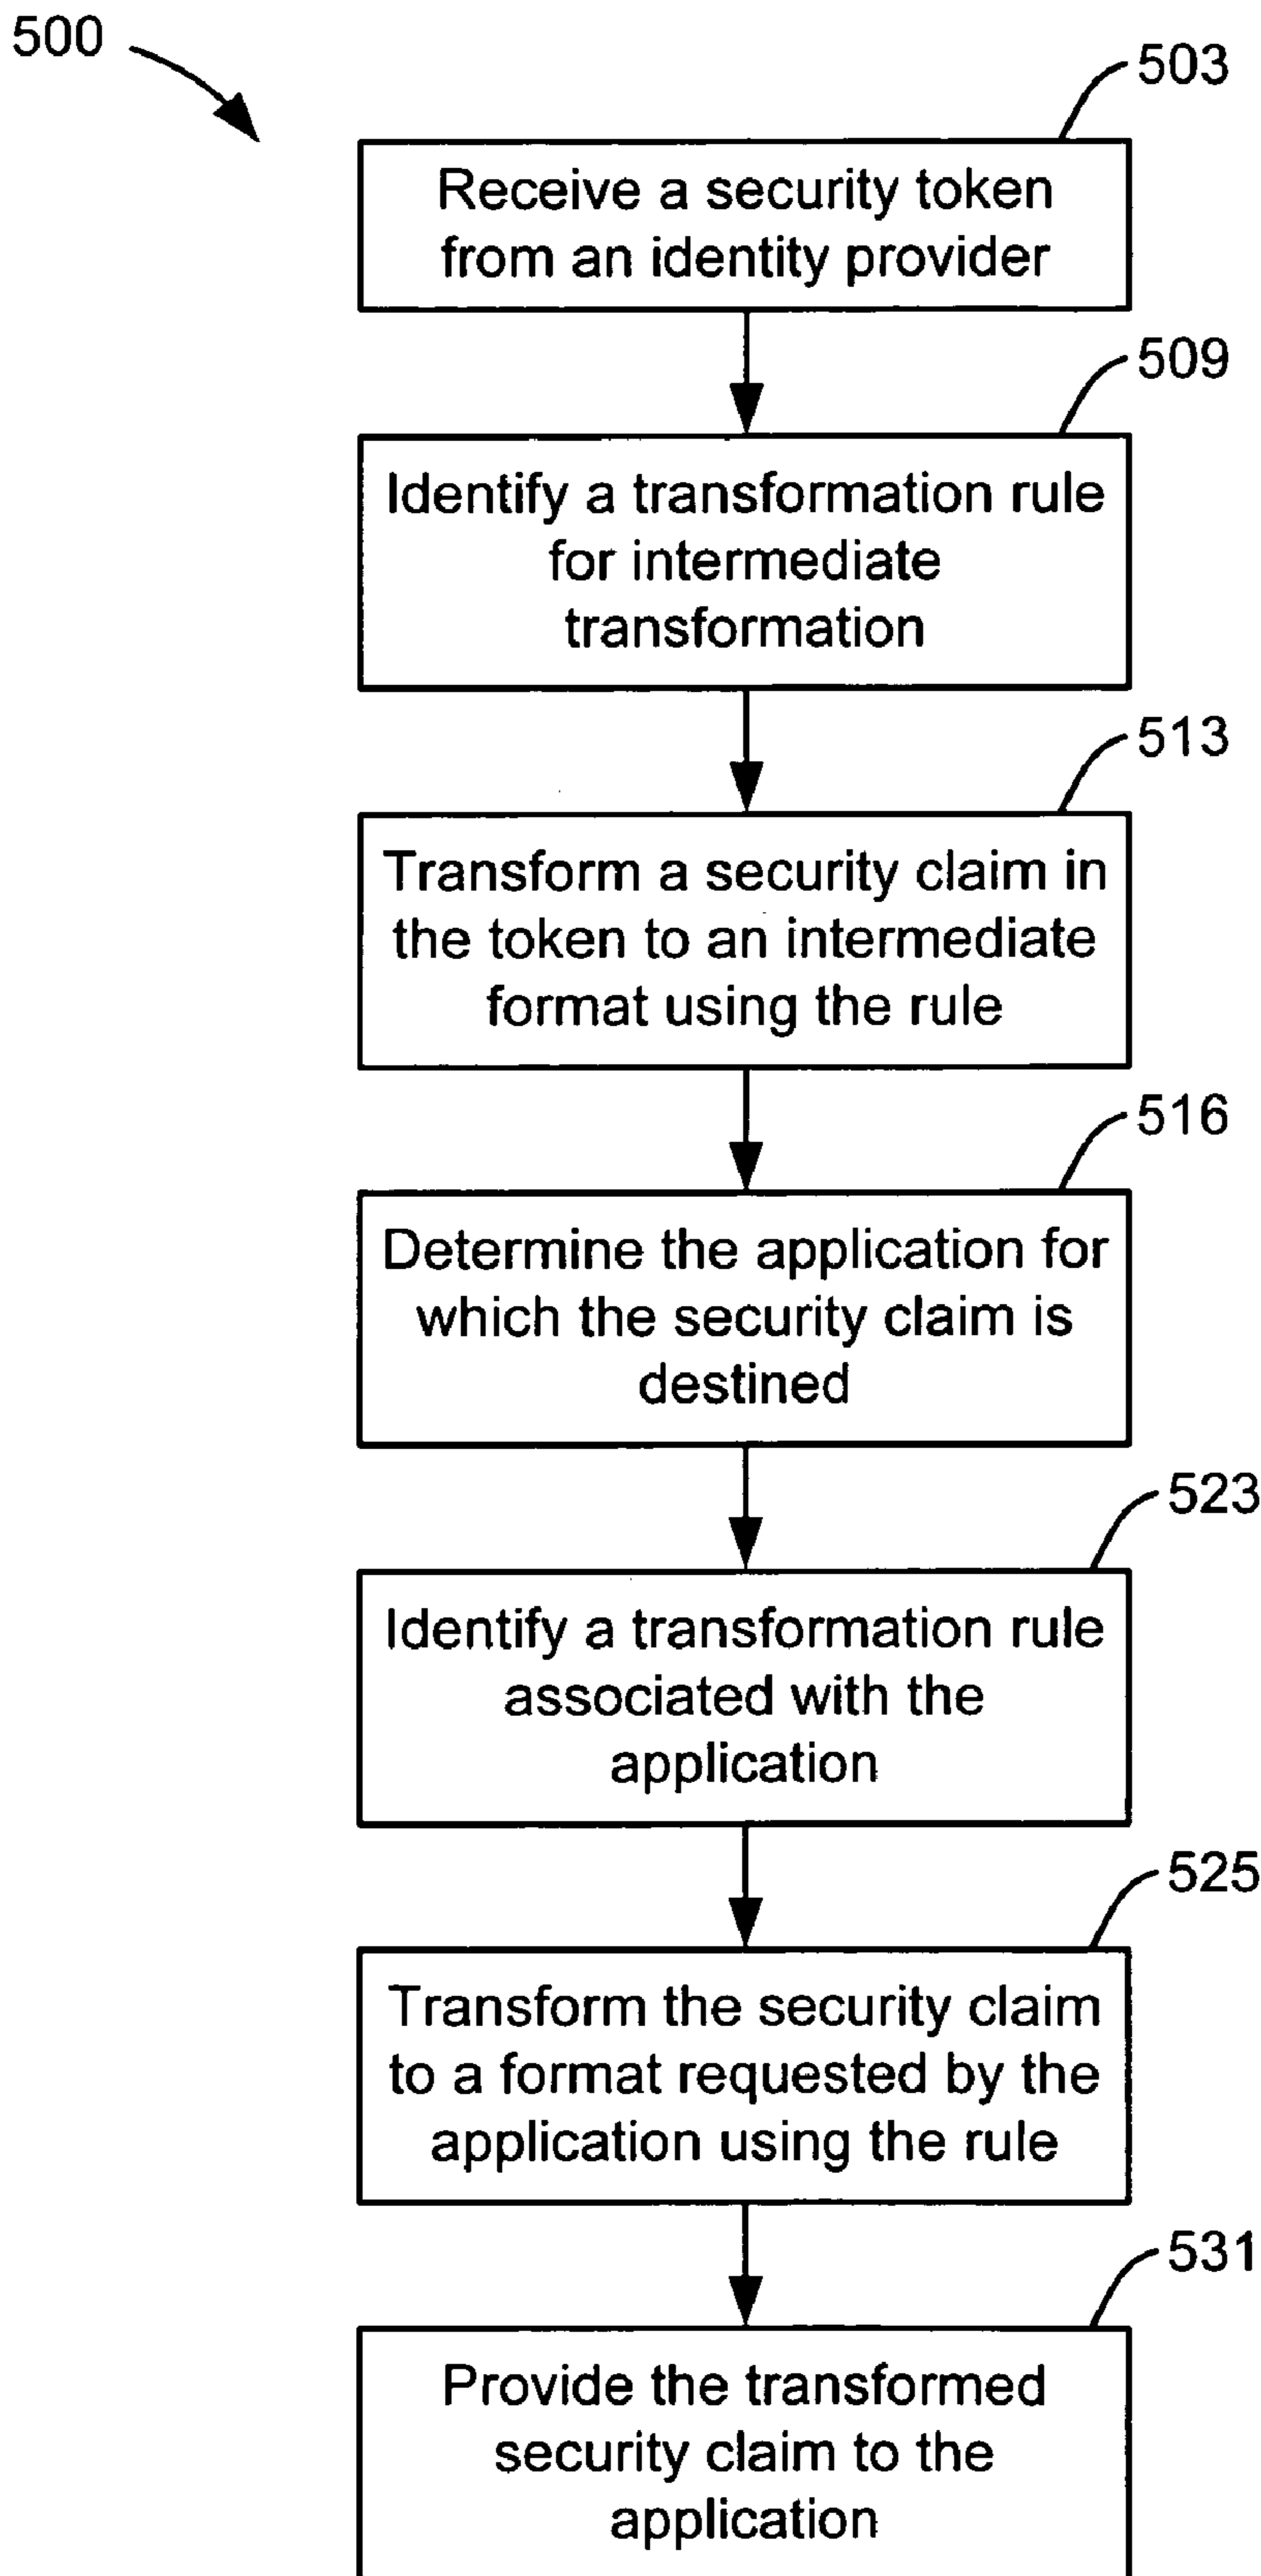 500
503
Receive a security token
from an identity provider
509
Identify a transformation rule
for intermediate
transformation
513
Transform a security claim in
the token to an intermediate
format using the rule
516
Determine the application for
which the security claim is
destined
523
Identify a transformation rule
associated with the
application
525
Transform the security claim
to a format requested by the
application using the rule
531
Provide the transformed
security claim to the
application